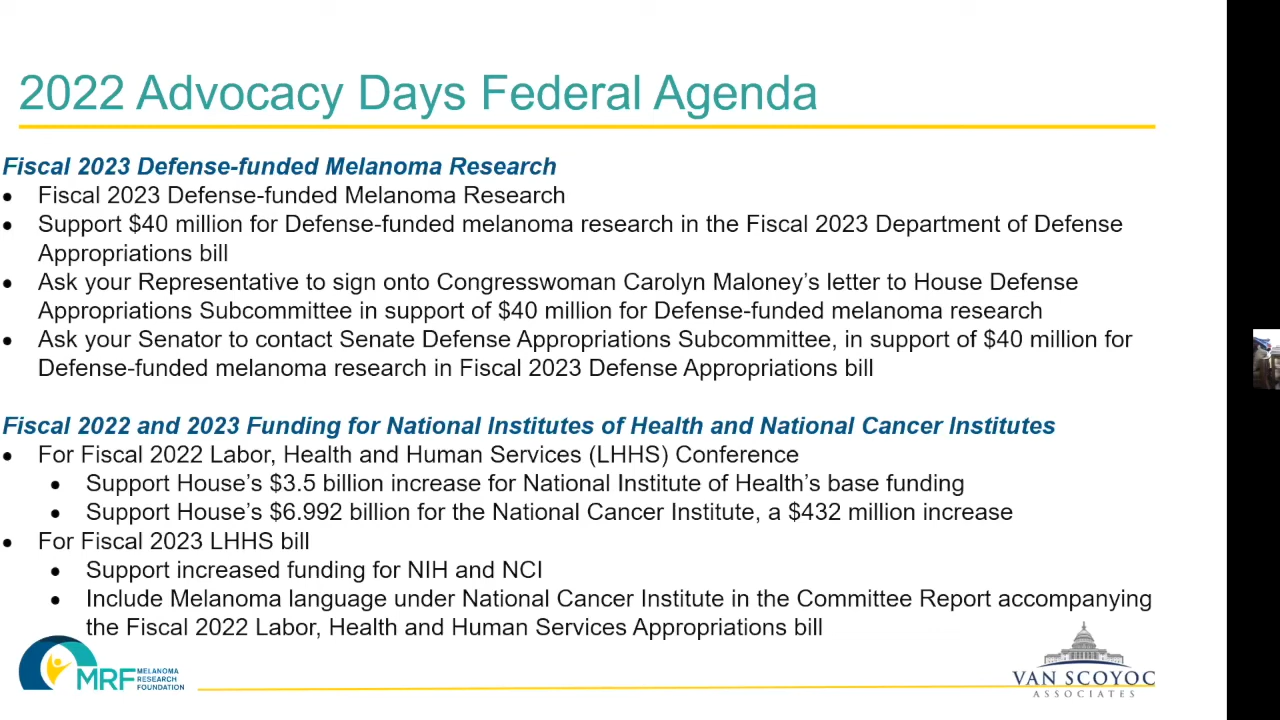 2022 Advocacy Days Federal Agenda
Fiscal 2023 Defense-funded Melanoma Research
• Fiscal 2023 Defense-funded Melanoma Research
• Support $40 million for Defense-funded melanoma research in the Fiscal 2023 Department of Defense
Appropriations bill
• Ask your Representative to sign onto Congresswoman Carolyn Maloney's letter to House Defense
Appropriations Subcommittee in support of $40 million for Defense-funded melanoma research
• Ask your Senator to contact Senate Defense Appropriations Subcommittee, in support of $40 million for
Defense-funded melanoma research in Fiscal 2023 Defense Appropriations bill
Fiscal 2022 and 2023 Funding for National Institutes of Health and National Cancer Institutes
• For Fiscal 2022 Labor, Health and Human Services (LHHS) Conference
• Support House's $3.5 billion increase for National Institute of Health's base funding
• Support House's $6.992 billion for the National Cancer Institute, a $432 million increase
• For Fiscal 2023 LHHS bill
• Support increased funding for NIH and NCI
• Include Melanoma language under National Cancer Institute in the Committee Report accompanying
the Fiscal 2022 Labor, Health and Human Services Appropriations bill
MRF MELANOMA
RESEARCH
FOUNDATION
VAN SCOYOC
ASSOCIATES